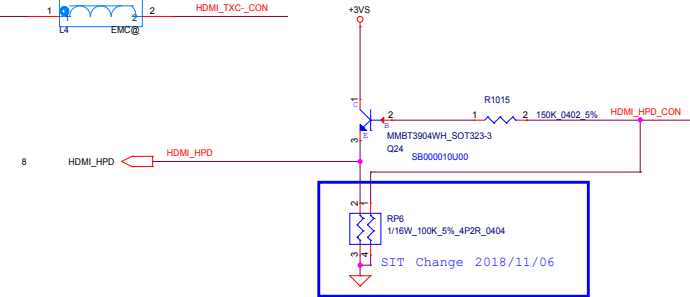 1
2
HDMI_TXC-_CON
L4
EMC@
+3VS
1
C
R1015
2
1
2
150K_0402_5%
HDMI_HPD_CON
B
E
MMBT3904WH_SOT323-3
3
Q24
SB000010U00
8
HDMI_HPD
HDMI_HPD
2
1
RP6
1/16W_100K_5%_4P2R_0404
3
4
SIT Change 2018/11/06